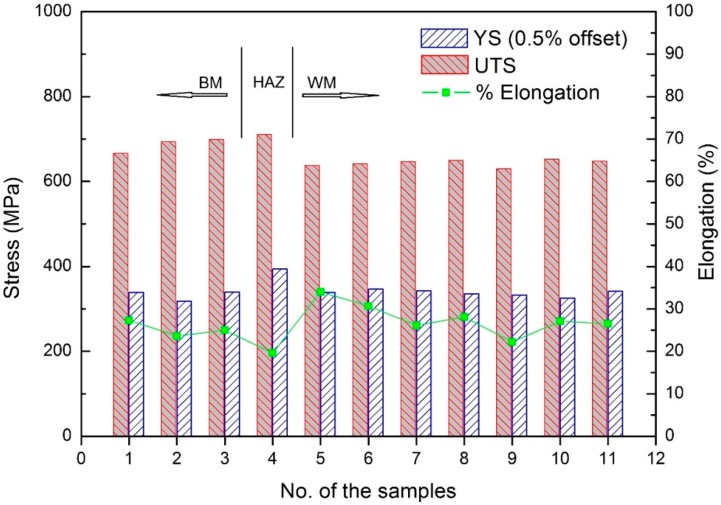 1000
800
600
400
200
0
Stress (MPa)
BM
HAZ
WM
YS (0.5% offset)
UTS
% Elongation
100
90
80
70
60
50
40
30
20
10
0
Elongation (%)
0 1 2 3 4 5 6 7 8 9 10 11 12
No. of the samples